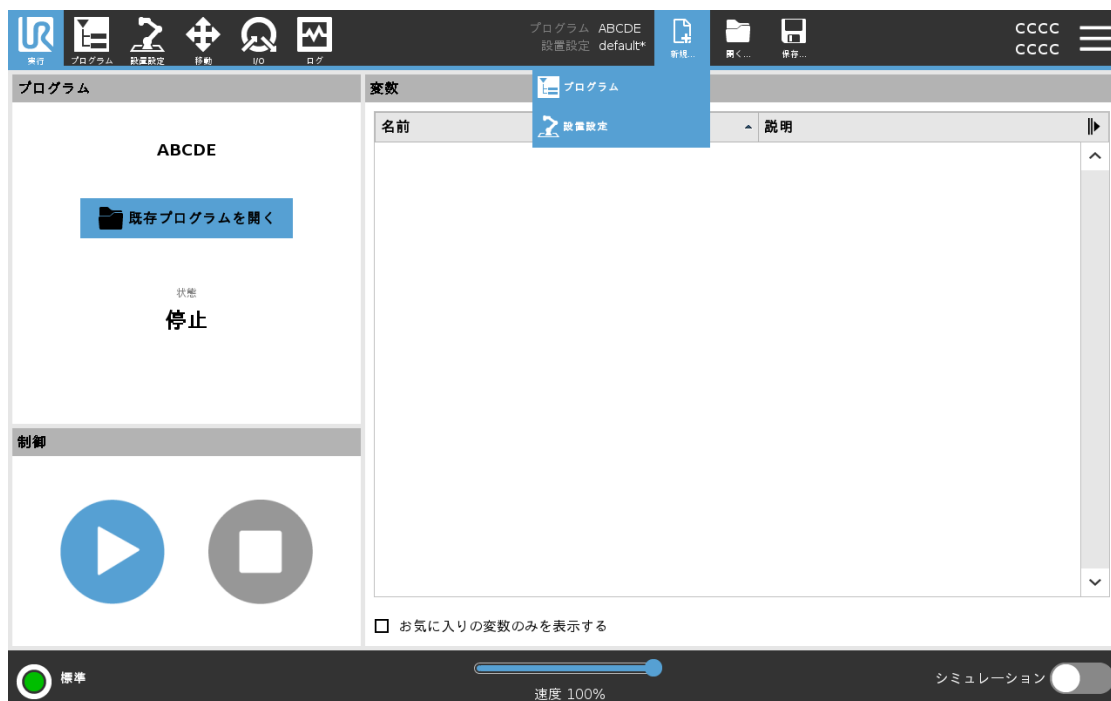 UR
実行
プログラム
設置設定
移動
I/O
ログ
プログラム ABCDE
設置設定 default*
新規...
開く...
保存...
CCCC
CCCC
プログラム
設置設定
プログラム
ABCDE
既存プログラムを開く
状態
停止
制御
変数
名前
説明
お気に入りの変数のみを表示する
標準
速度 100%
シミュレーション